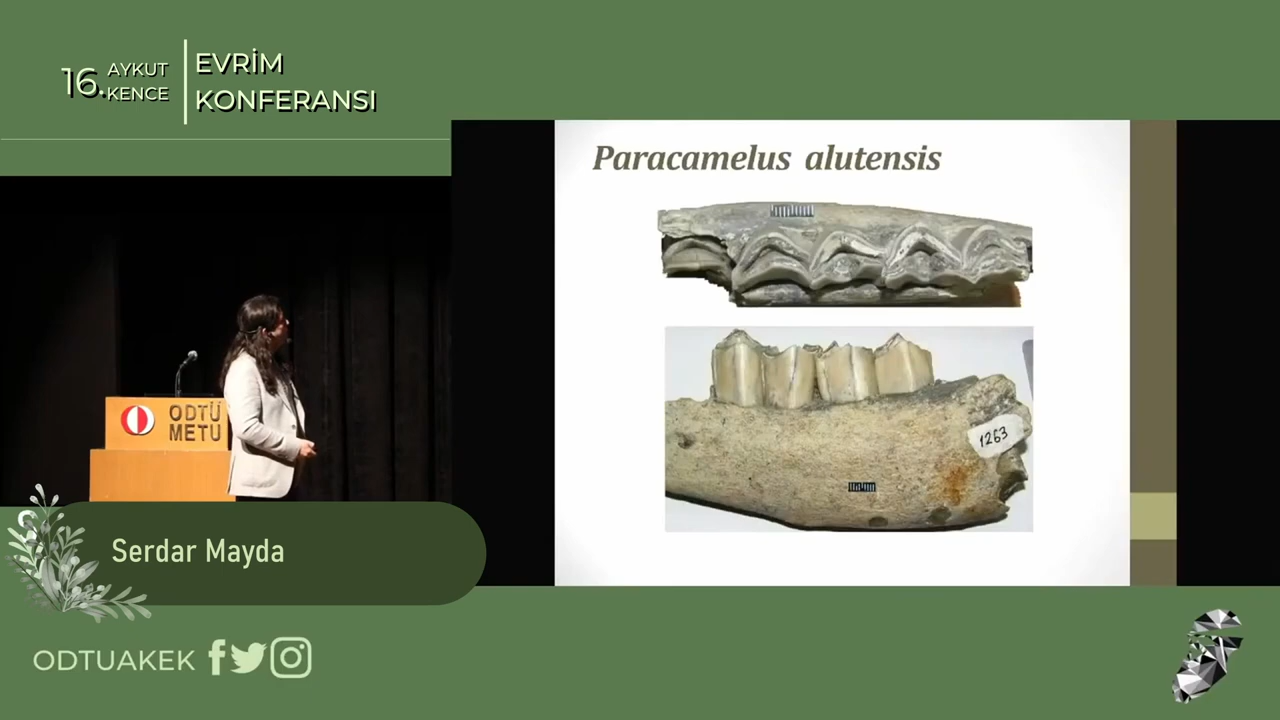 16.
AYKUT
KENCE
EVRİM
KONFERANSI
Paracamelus alutensis
1263
ODTÜ
METU
Serdar Mayda
ODTUAKEK